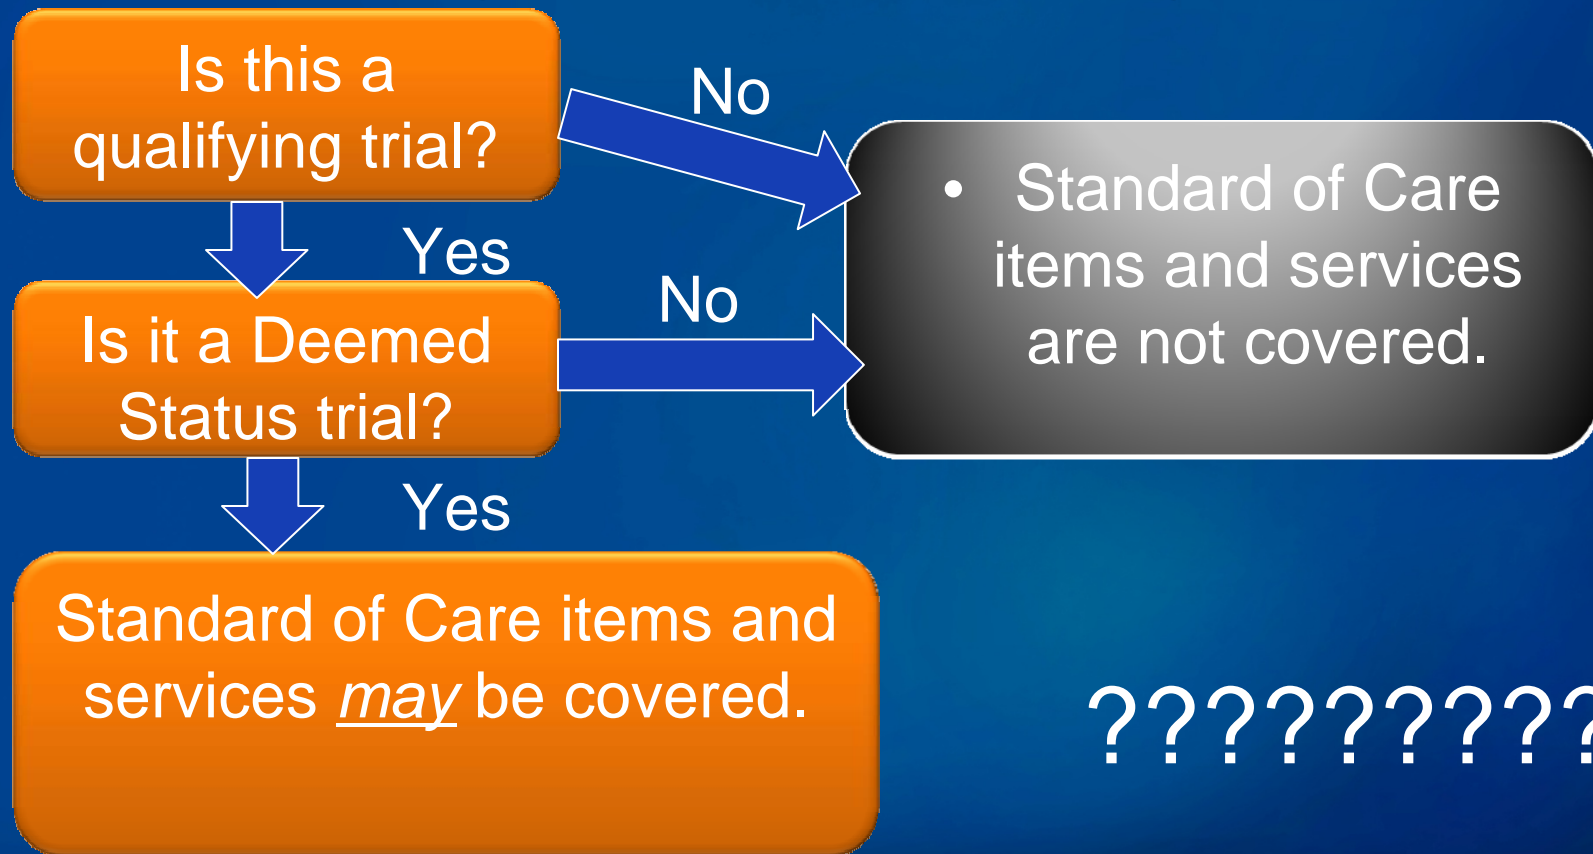 Is this a
qualifying trial?
No
Yes
• Standard of Care
items and services
are not covered.
Is it a Deemed
Status trial?
No
Yes
Standard of Care items and
services may be covered.
?????????